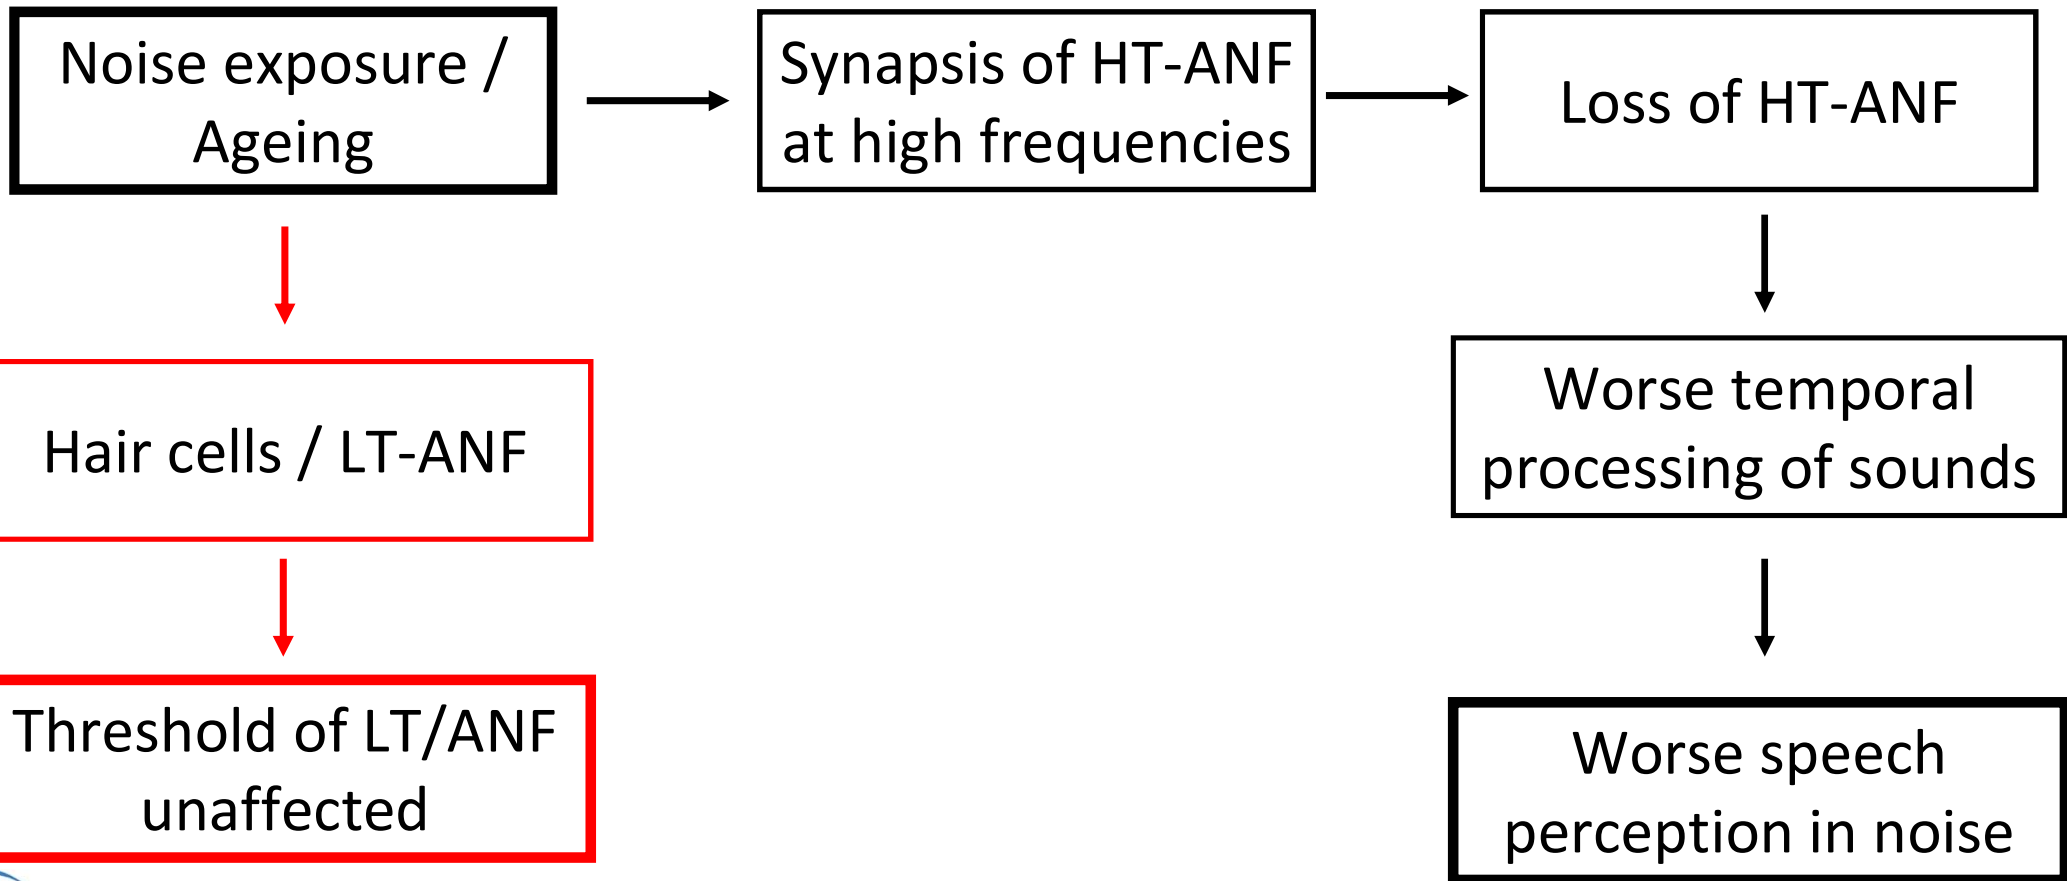 Noise exposure /
Ageing
Synapsis of HT-ANF
at high frequencies
Loss of HT-ANF
Hair cells / LT-ANF
Worse temporal
processing of sounds
Threshold of LT/ANF
unaffected
Worse speech
perception in noise